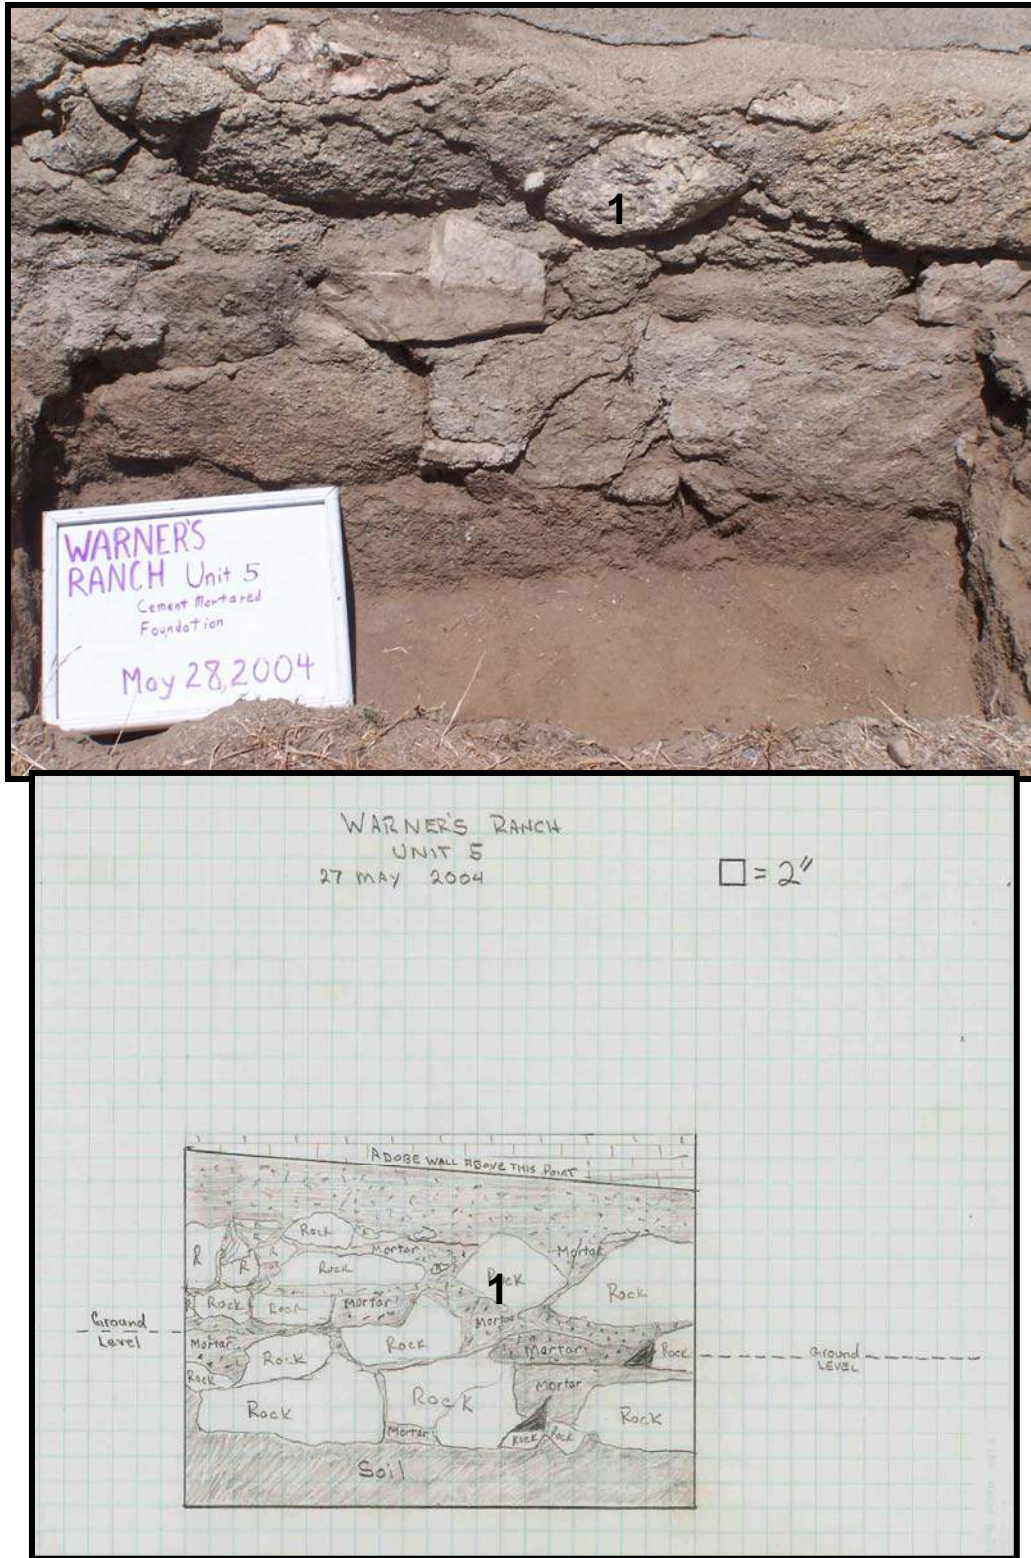 1
WARNER'S
RANCH Unit 5
Cement Mortared
Foundation
May 28, 2004
WARNER'S RANCH
UNIT 5
27 MAY 2004
□ = 2"
ADOBE WALL ABOVE THIS POINT
Rock
R
R
R
R
Mortar
Mortar
Rock
Rock
1
Rock
R
Rock
Rock
Mortar
Mortar
Ground
Level
Mortar
Rock
Rock
Mortar
Rock
Ground
LEVEL
Rock
Mortar
Rock
Rock
Rock
Mortar
Rock
Rock
Soil